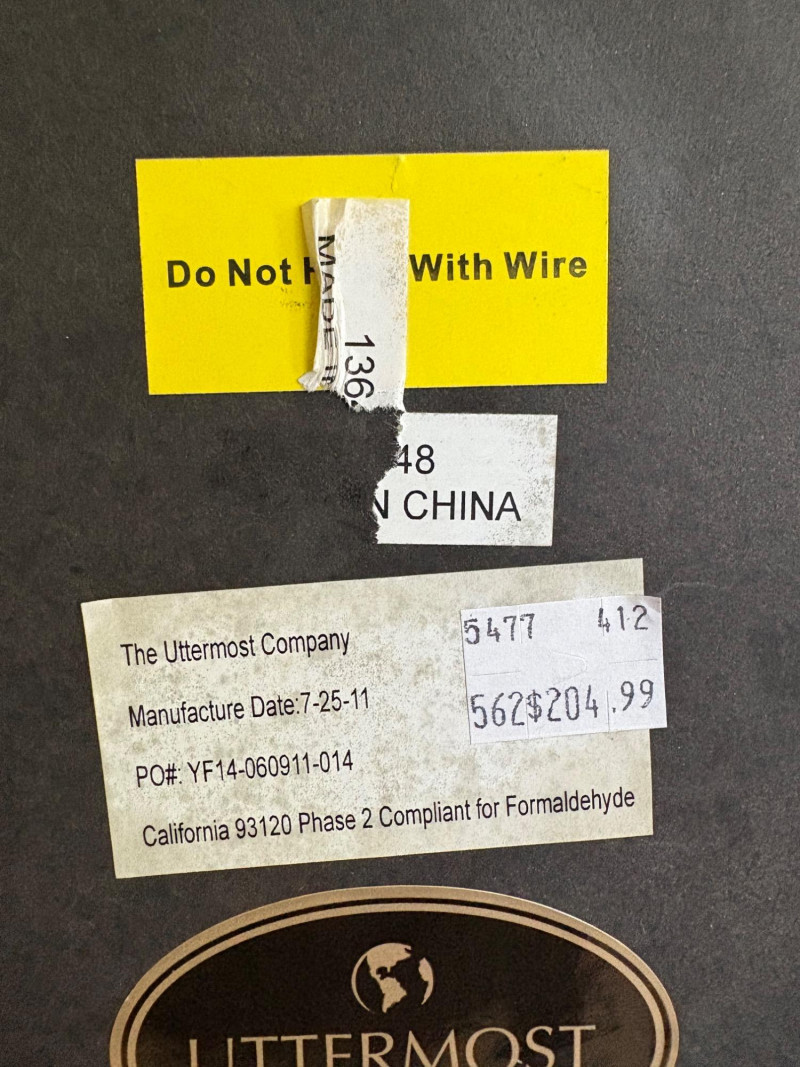 Do Not H With Wire
MADE IN
136
48
N CHINA
The Uttermost Company
Manufacture Date:7-25-11
PO#: YF14-060911-014
California 93120 Phase 2 Compliant for Formaldehyde
5477 412
562$204.99
UTTERMOST